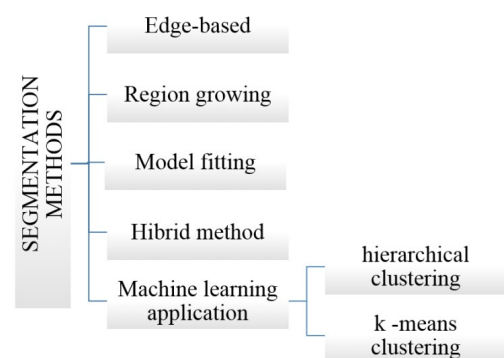 SEGMENTATION
METHODS
Edge-based
Region growing
Model fitting
Hibrid method
Machine learning
application
hierarchical
clustering
k -means
clustering